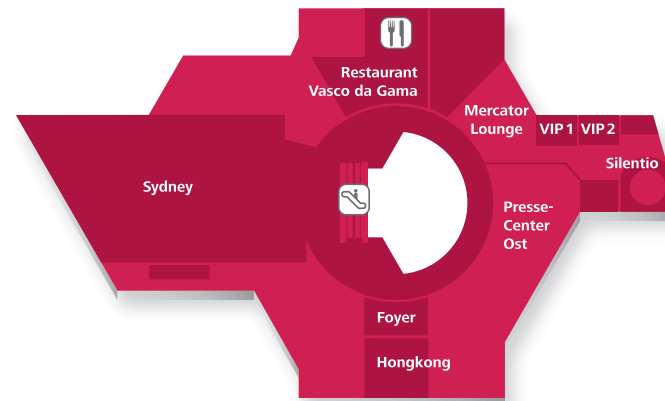 Restaurant
Vasco da Gama
Mercator
Lounge
VIP 1
VIP 2
Silentio
Sydney
Presse-
Center
Ost
Foyer
Hongkong